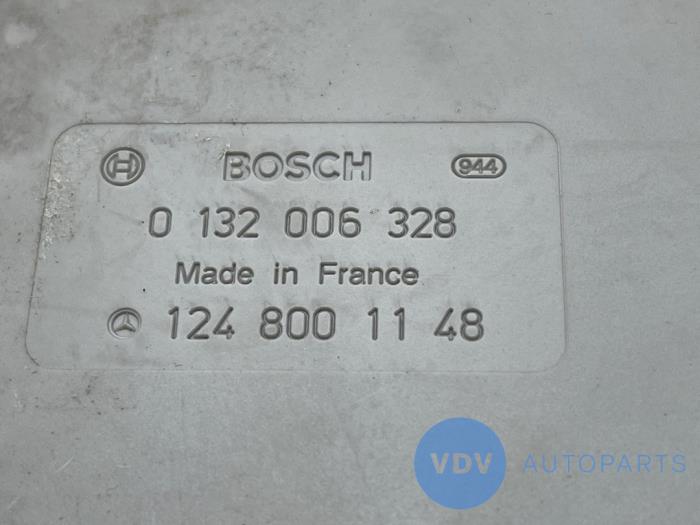 BOSCH 944
0 132 006 328
Made in France
124 800 11 48
VDV AUTOPARTS